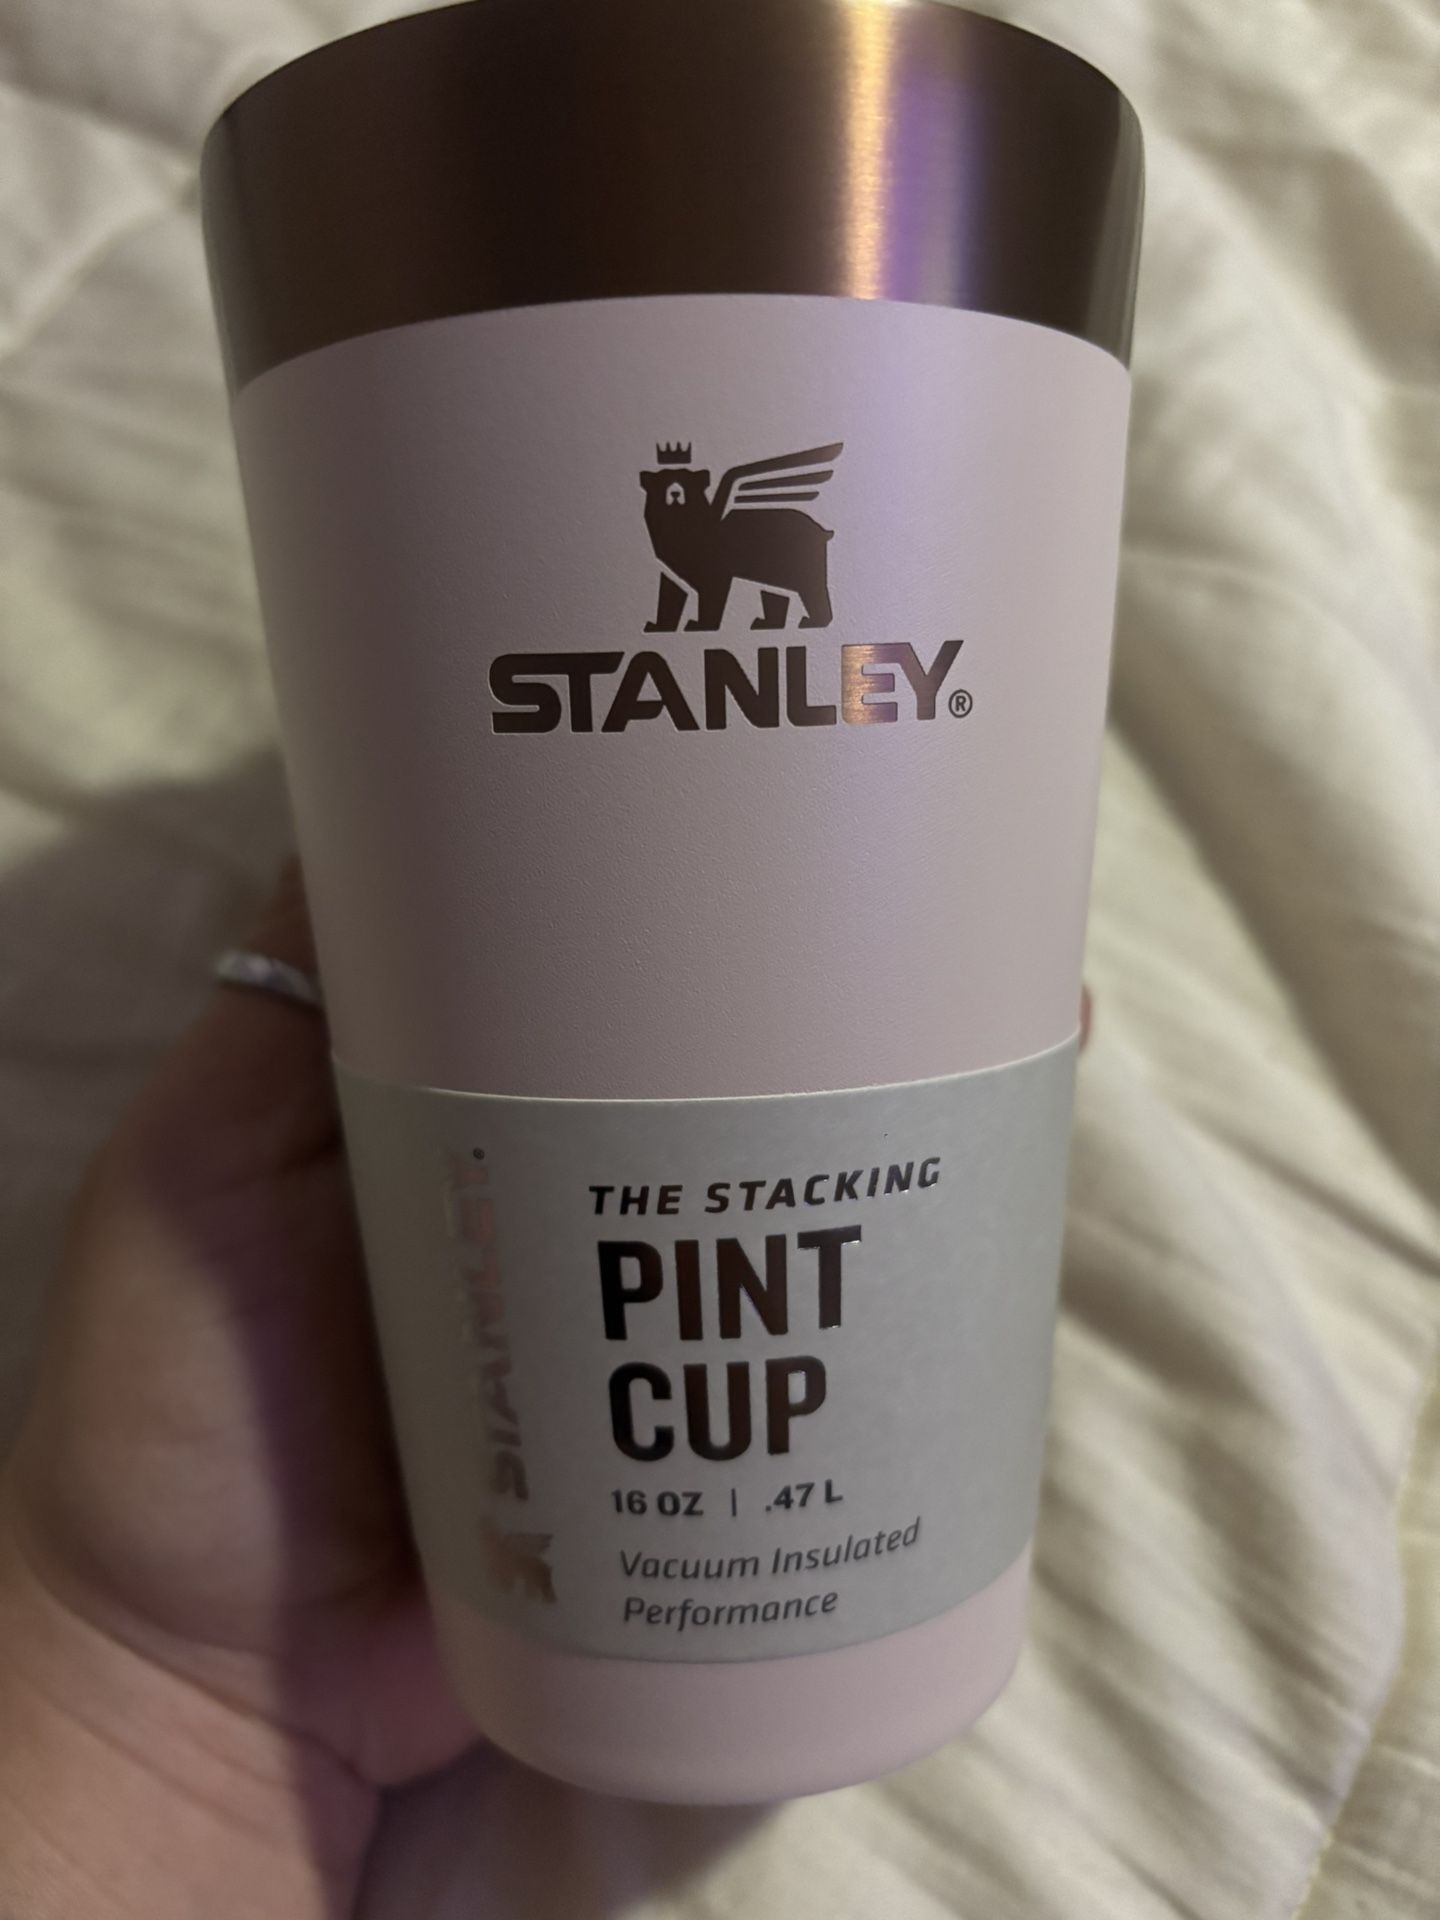 STANLEY®
STANLEY®
THE STACKING
PINT
CUP
16 OZ | .47 L
Vacuum Insulated
Performance